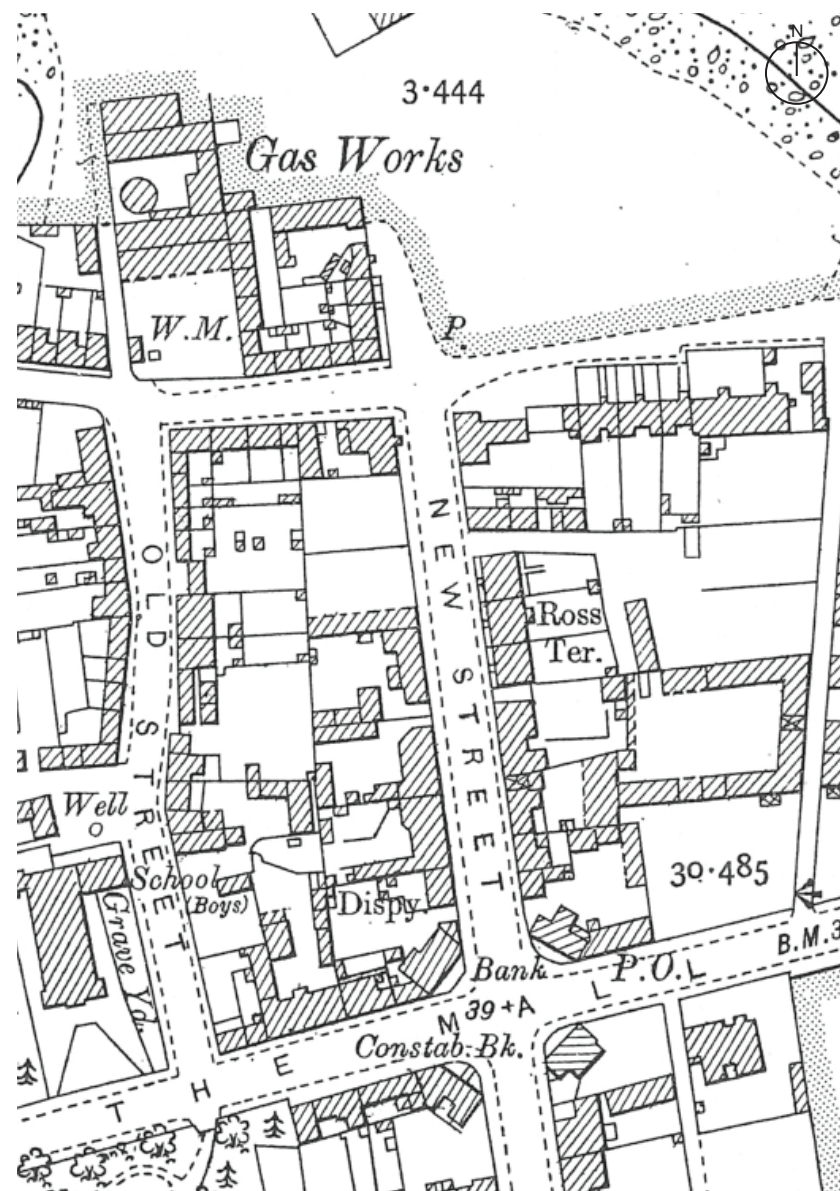 N
3·444
Gas Works
W.M.
P.
NEW STREET
OLD STREET
Ross
Ter.
Well
School
(Boys)
Grave Yd.
Dispy.
30·485
B.M.3
Bank
P.O.
39+A
Constab. Bk.
THE MALL